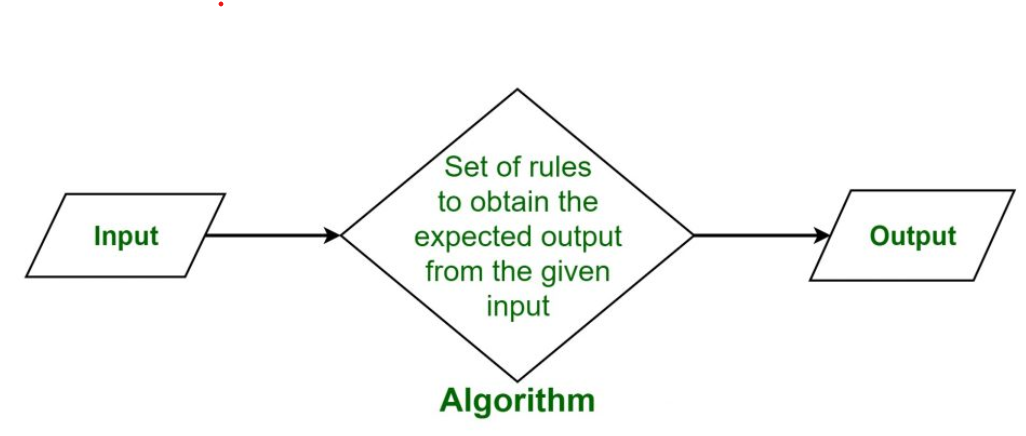 Input
Set of rules
to obtain the
expected output
from the given
input
Output
Algorithm